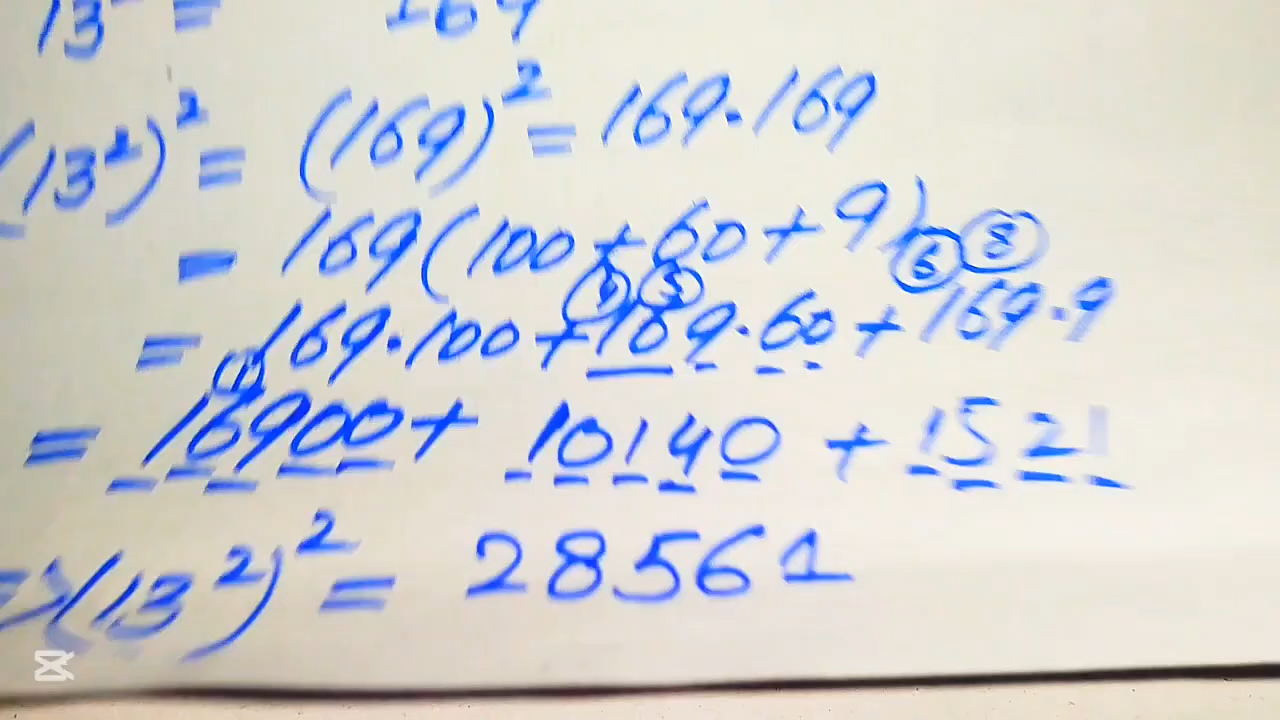 13² = 169
(13²)² = (169)² = 169.169
= 169(100+60+9)
= 169.100+169.60+169.9
= 16900+ 10140 + 1521
=>(13²)² = 28561